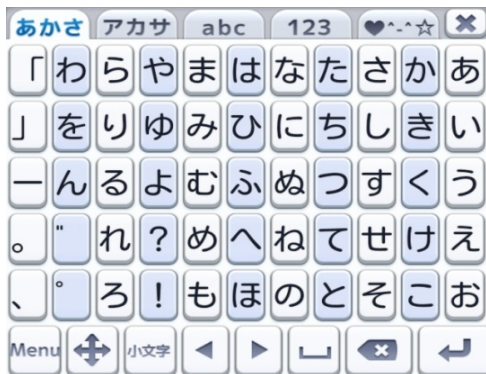 あかさ アカサ abc 123 ♥^-^☆ ×
「 わ ら や ま は な た さ か あ
」 を り ゆ み ひ に ち し き い
ー ん る よ む ふ ぬ つ す く う
。 ゛ れ ? め へ ね て せ け え
、 ゜ ろ ! も ほ の と そ こ お
Menu 小文字